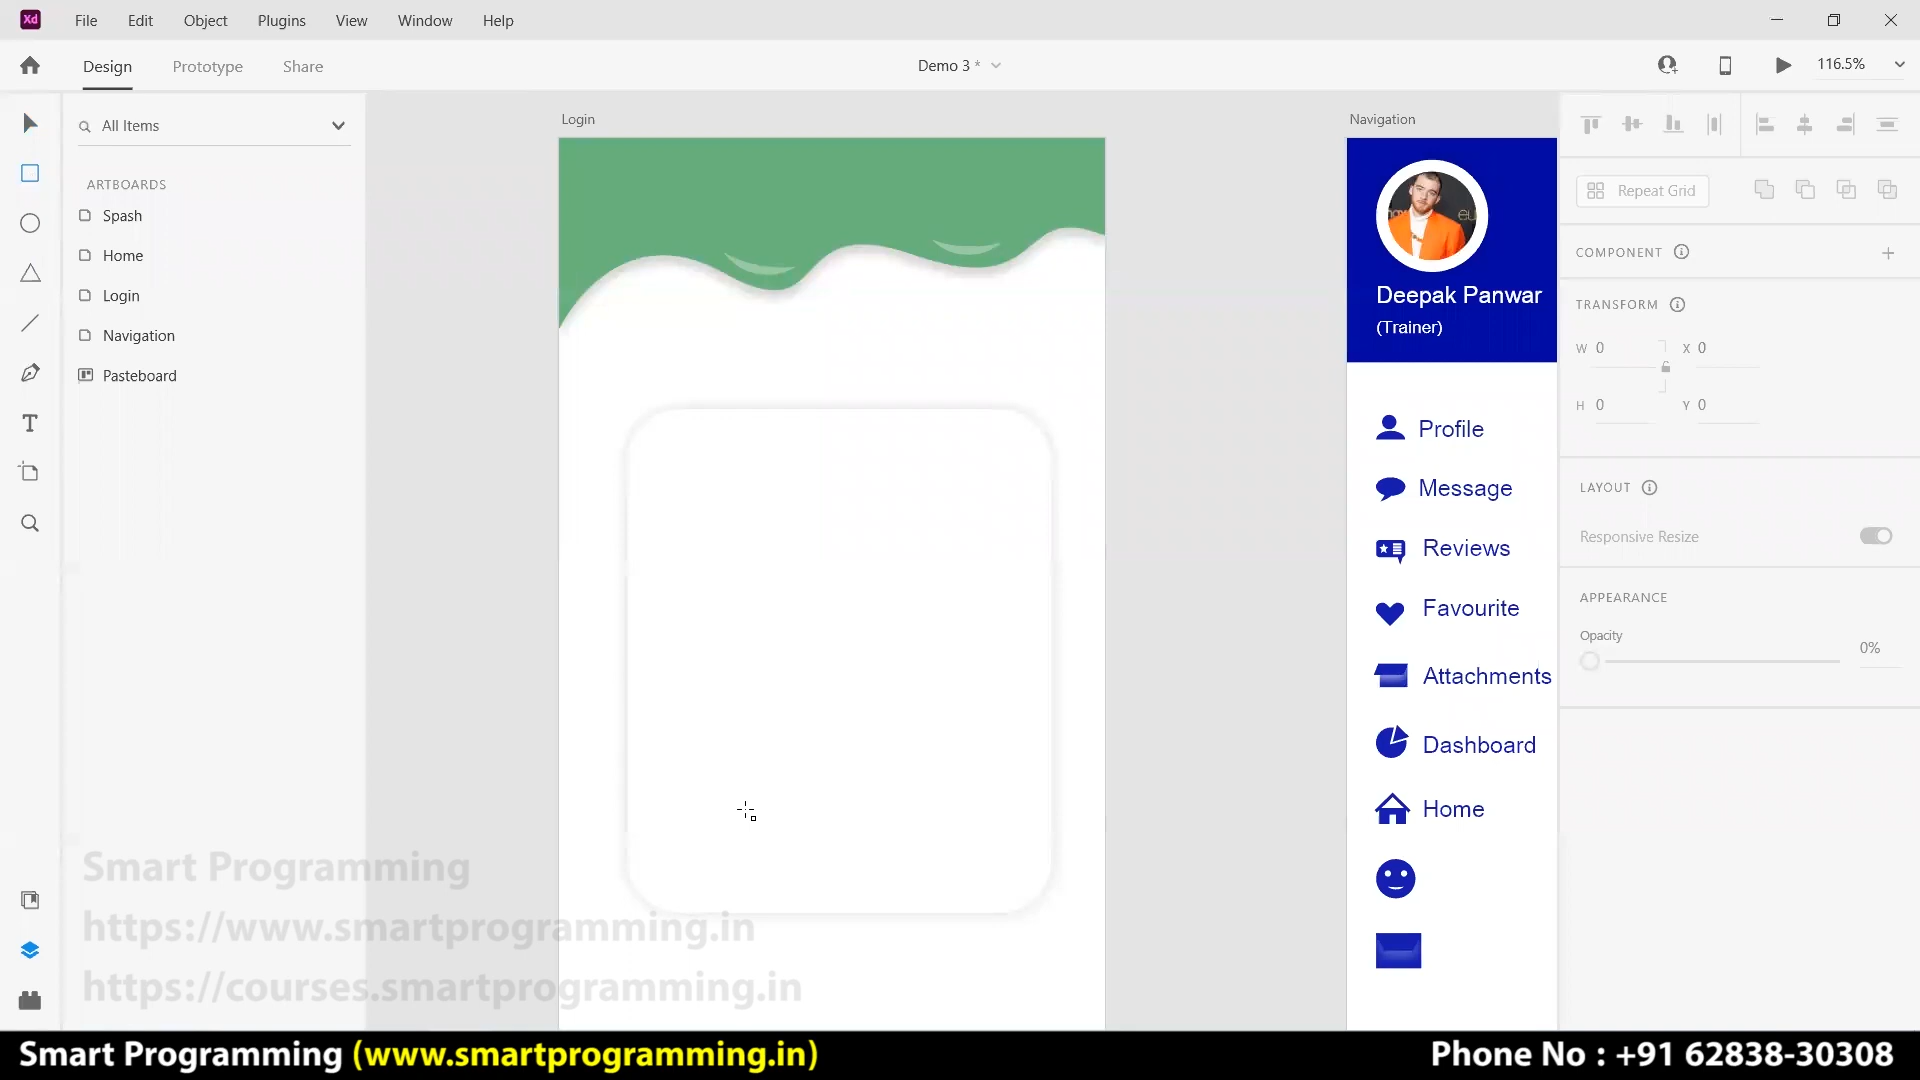 Xd File Edit Object Plugins View Window Help
Design Prototype Share Demo 3 * 116.5%
All Items
ARTBOARDS
Spash
Home
Login
Navigation
Pasteboard
Login
Navigation
Deepak Panwar
(Trainer)
Profile
Message
Reviews
Favourite
Attachments
Dashboard
Home
Repeat Grid
COMPONENT
TRANSFORM
W 0 X 0
H 0 Y 0
LAYOUT
Responsive Resize
APPEARANCE
Opacity
0%
Smart Programming
https://www.smartprogramming.in
https://courses.smartprogramming.in
Smart Programming (www.smartprogramming.in) Phone No : +91 62838-30308